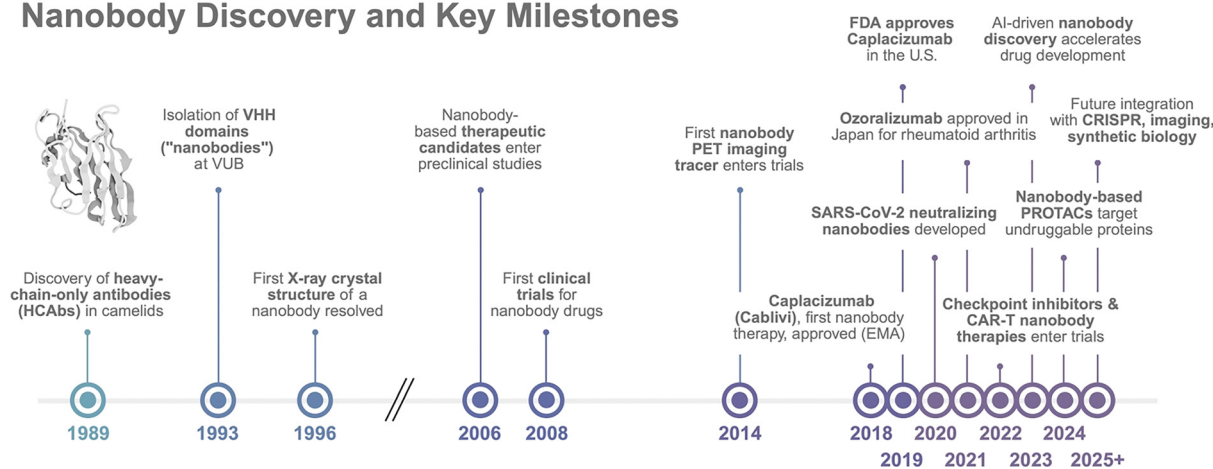 Nanobody Discovery and Key Milestones
Discovery of heavy-
chain-only antibodies
(HCAbs) in camelids
Isolation of VHH
domains
("nanobodies")
at VUB
First X-ray crystal
structure of a
nanobody resolved
Nanobody-
based therapeutic
candidates enter
preclinical studies
First clinical
trials for
nanobody drugs
First nanobody
PET imaging
tracer enters trials
Caplacizumab
(Cablivi), first nanobody
therapy, approved (EMA)
FDA approves
Caplacizumab
in the U.S.
SARS-CoV-2 neutralizing
nanobodies developed
Ozoralizumab approved in
Japan for rheumatoid arthritis
Checkpoint inhibitors &
CAR-T nanobody
therapies enter trials
AI-driven nanobody
discovery accelerates
drug development
Nanobody-based
PROTACs target
undruggable proteins
Future integration
with CRISPR, imaging,
synthetic biology
1989
1993
1996
2006
2008
2014
2018
2019
2020
2021
2022
2023
2024
2025+